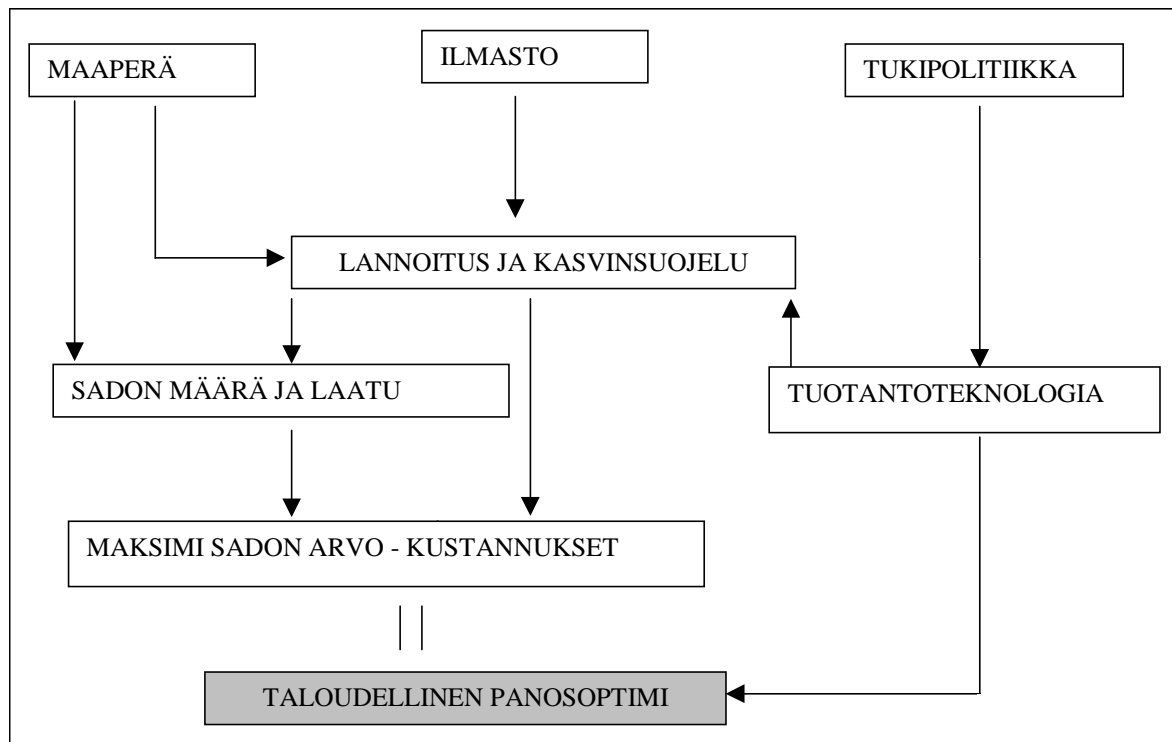 MAAPERÄ
ILMASTO
TUKIPOLITIIKKA
LANNOITUS JA KASVINSUOJELU
SADON MÄÄRÄ JA LAATU
TUOTANTOTEKNOLOGIA
MAKSIMI SADON ARVO - KUSTANNUKSET
TALOUDELLINEN PANOSOPTIMI